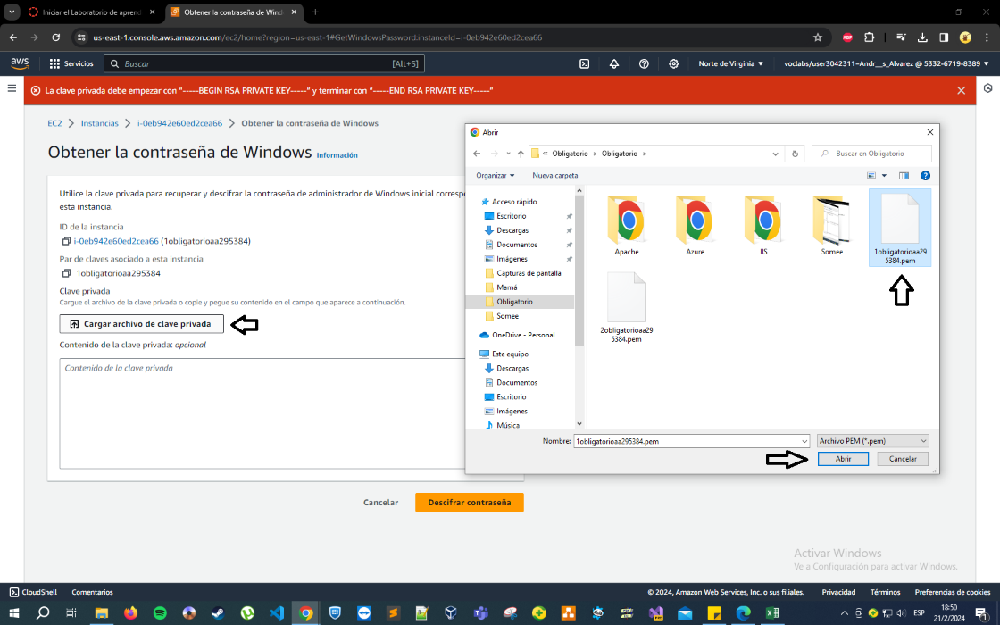 Iniciar el Laboratorio de aprend
Obtener la contraseña de Windo
us-east-1.console.aws.amazon.com/ec2/home?region=us-east-1#GetWindowsPassword:instanceId=i-0eb942e60ed2cea66
ABP
aws
Servicios
Buscar
[Alt+S]
Norte de Virginia
voclabs/user3042311=Andr__s_Alvarez @ 5332-6719-8389
La clave privada debe empezar con "-----BEGIN RSA PRIVATE KEY-----" y terminar con "-----END RSA PRIVATE KEY-----"
EC2
Instancias
i-0eb942e60ed2cea66
Obtener la contraseña de Windows
Obtener la contraseña de Windows
Información
Utilice la clave privada para recuperar y descifrar la contraseña de administrador de Windows inicial correspo
esta instancia.
ID de la instancia
i-0eb942e60ed2cea66 (1obligatorioaa295384)
Par de claves asociado a esta instancia
1obligatorioaa295384
Clave privada
Cargue el archivo de la clave privada o copie y pegue su contenido en el campo que aparece a continuación.
Cargar archivo de clave privada
Contenido de la clave privada: opcional
Contenido de la clave privada
Cancelar
Descifrar contraseña
Abrir
Obligatorio
Obligatorio
Buscar en Obligatorio
Organizar
Nueva carpeta
Acceso rápido
Escritorio
Descargas
Documentos
Imágenes
Capturas de pantalla
Mamá
Obligatorio
Somee
OneDrive - Personal
Este equipo
Descargas
Documentos
Escritorio
Imágenes
Música
Apache
Azure
IIS
Somee
1obligatorioaa295384.pem
2obligatorioaa295384.pem
Nombre:
1obligatorioaa295384.pem
Archivo PEM (*.pem)
Abrir
Cancelar
Activar Windows
Ve a Configuración para activar Windows.
CloudShell
Comentarios
© 2024, Amazon Web Services, Inc. o sus filiales.
Privacidad
Términos
Preferencias de cookies
ESP
18:50
21/2/2024